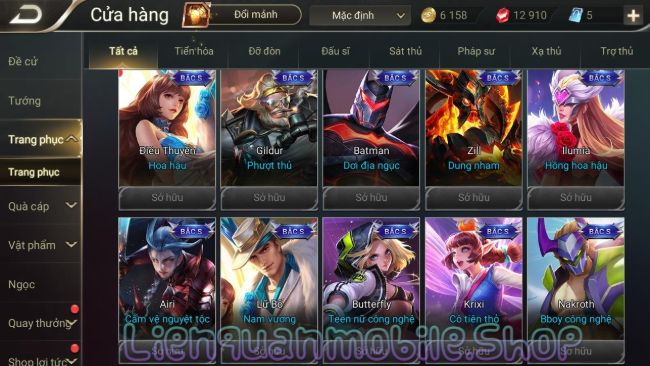 Cửa hàng
Đổi mảnh
Mặc định
6 158
12 910
5
Tất cả
Tiến hóa
Đỡ đòn
Đấu sĩ
Sát thủ
Pháp sư
Xạ thủ
Trợ thủ
Đề cử
Tướng
Trang phục
Trang phục
Quà cáp
Vật phẩm
Ngọc
Quay thưởng
Shop lợi tức
BẬC S
BẬC S
BẬC S
BẬC S
BẬC S
Điêu Thuyền
Hoa hậu
Gildur
Phượt thủ
Batman
Dơi địa ngục
Zill
Dung nham
Ilumia
Hồng hoa hậu
Sở hữu
Sở hữu
Sở hữu
Sở hữu
Sở hữu
BẬC S
BẬC S
BẬC S
BẬC S
BẬC S
Airi
Cấm vệ nguyệt tộc
Lữ Bố
Nam vương
Butterfly
Teen nữ công nghệ
Krixi
Cô tiên thỏ
Nakroth
Bboy công nghệ
Lienquanmobile.Shop
Sở hữu
Sở hữu
Sở hữu
Sở hữu
Sở hữu